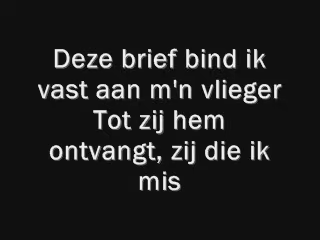 Deze brief bind ik
vast aan m'n vlieger
Tot zij hem
ontvangt, zij die ik
mis